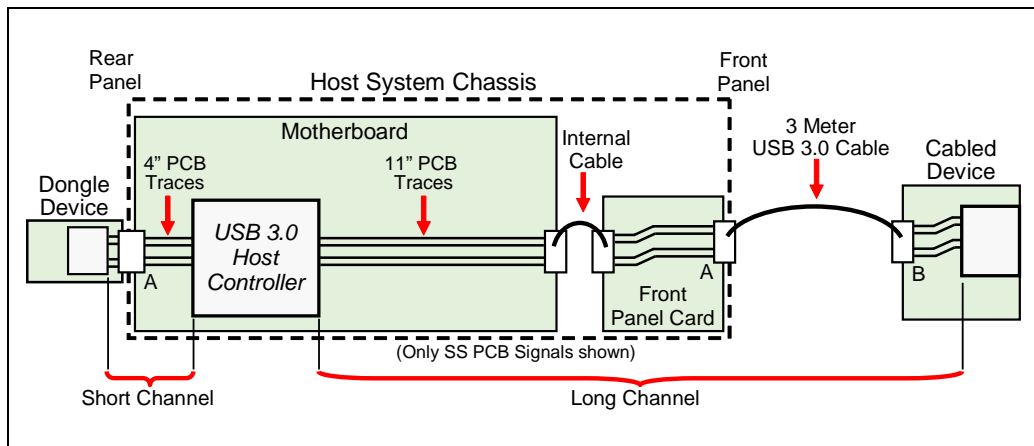 Rear
Panel
Host System Chassis
Front
Panel
Motherboard
Internal
Cable
3 Meter
USB 3.0 Cable
Cabled
Device
4” PCB
Traces
11” PCB
Traces
Dongle
Device
USB 3.0
Host
Controller
A
A
B
Front
Panel Card
(Only SS PCB Signals shown)
Short Channel
Long Channel